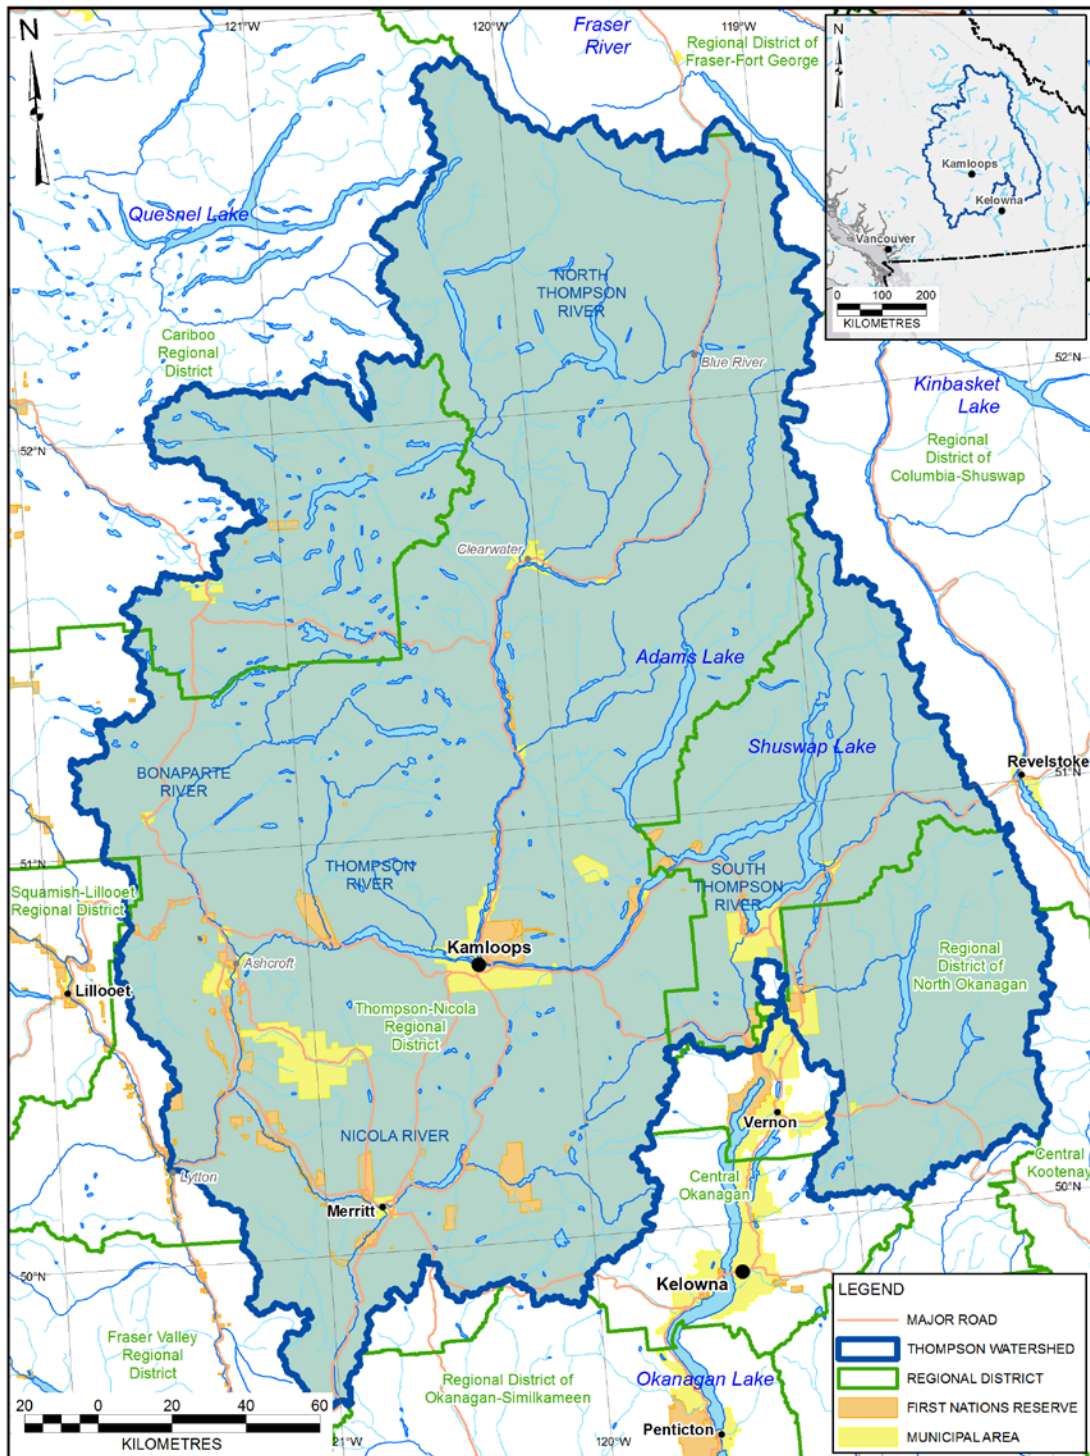 N
121°W
120°W
119°W
Fraser
River
Regional District of
Fraser-Fort George
N
Kamloops
Kelowna
Vancouver
0 100 200
KILOMETRES
Quesnel Lake
NORTH
THOMPSON
RIVER
Cariboo
Regional
District
Blue River
52°N
Kinbasket
Lake
Regional
District of
Columbia-Shuswap
52°N
Clearwater
Adams Lake
Shuswap Lake
BONAPARTE
RIVER
Revelstoke
51°N
51°N
THOMPSON
RIVER
SOUTH
THOMPSON
RIVER
Squamish-Lillooet
Regional District
Kamloops
Regional
District of
North Okanagan
Ashcroft
Lillooet
Thompson-Nicola
Regional
District
Vernon
NICOLA RIVER
Lytton
Central
Okanagan
Central
Kootenay
50°N
Merritt
50°N
Kelowna
Fraser Valley
Regional
District
Regional District of
Okanagan-Similkameen
Okanagan Lake
Penticton
20 0 20 40 60
KILOMETRES
121°W
120°W
LEGEND
MAJOR ROAD
THOMPSON WATERSHED
REGIONAL DISTRICT
FIRST NATIONS RESERVE
MUNICIPAL AREA